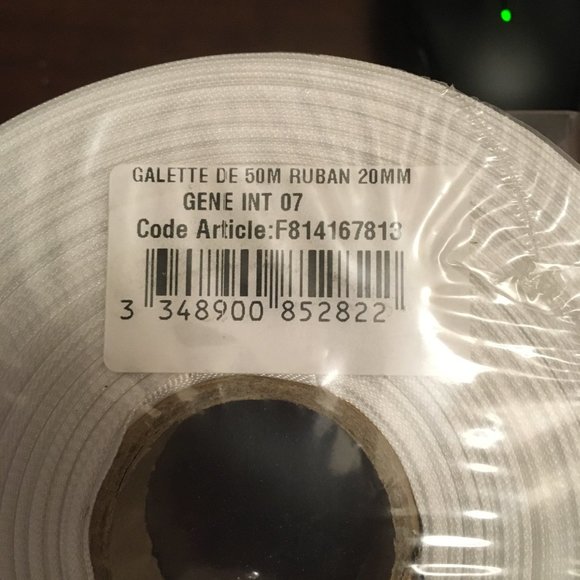 GALETTE DE 50M RUBAN 20MM
GENE INT 07
Code Article:F814167813
3 348900 852822